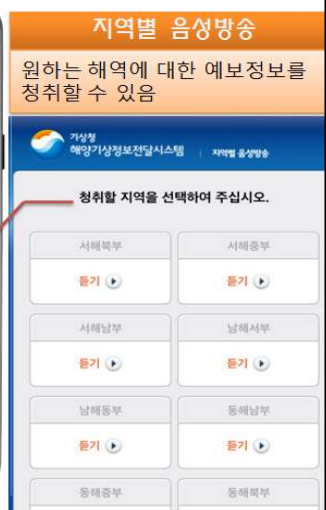 지역별 음성방송
원하는 해역에 대한 예보정보를
청취할 수 있음
기상청
해양기상정보전달시스템 | 지역별 음성방송
청취할 지역을 선택하여 주십시오.
서해북부 서해중부
듣기 듣기
서해남부 남해서부
듣기 듣기
남해동부 동해남부
듣기 듣기
동해중부 동해북부